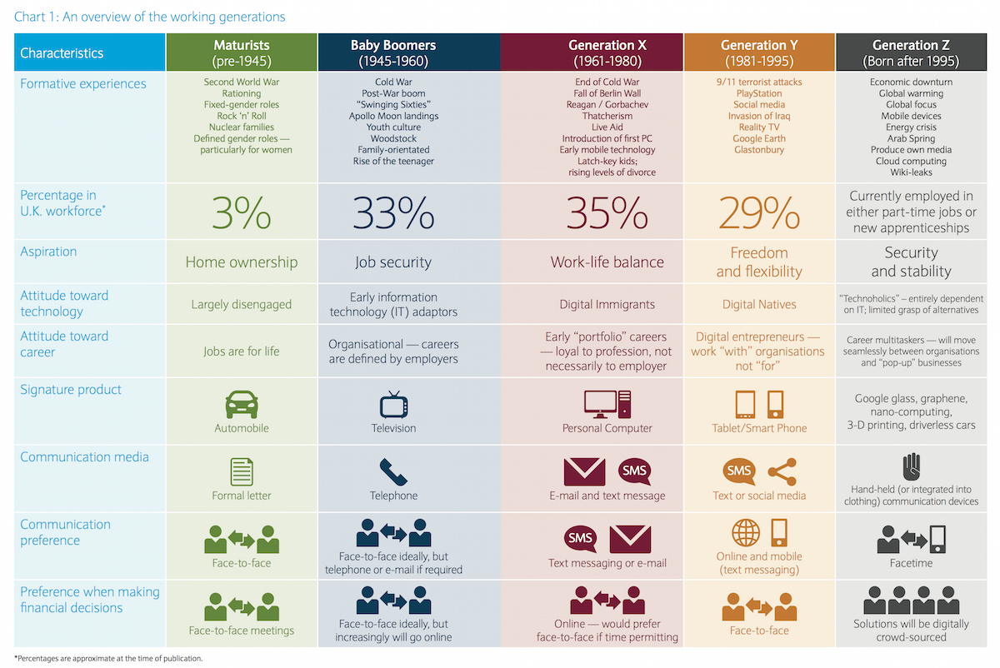 Chart 1: An overview of the working generations
Characteristics
Maturists
(pre-1945)
Baby Boomers
(1945-1960)
Generation X
(1961-1980)
Generation Y
(1981-1995)
Generation Z
(Born after 1995)
Formative experiences
Second World War
Rationing
Fixed-gender roles
Rock ‘n’ Roll
Nuclear families
Defined gender roles —
particularly for women
Cold War
Post-War boom
“Swinging Sixties”
Apollo Moon landings
Youth culture
Woodstock
Family-orientated
Rise of the teenager
End of Cold War
Fall of Berlin Wall
Reagan / Gorbachev
Thatcherism
Live Aid
Introduction of first PC
Early mobile technology
Latch-key kids;
rising levels of divorce
9/11 terrorist attacks
PlayStation
Social media
Invasion of Iraq
Reality TV
Google Earth
Glastonbury
Economic downturn
Global warming
Global focus
Mobile devices
Energy crisis
Arab Spring
Produce own media
Cloud computing
Wiki-leaks
Percentage in
U.K. workforce*
3%
33%
35%
29%
Currently employed in
either part-time jobs or
new apprenticeships
Aspiration
Home ownership
Job security
Work-life balance
Freedom
and flexibility
Security
and stability
Attitude toward
technology
Largely disengaged
Early information
technology (IT) adaptors
Digital Immigrants
Digital Natives
“Technoholics” – entirely dependent
on IT; limited grasp of alternatives
Attitude toward
career
Jobs are for life
Organisational — careers
are defined by employers
Early “portfolio” careers
— loyal to profession, not
necessarily to employer
Digital entrepreneurs —
work “with” organisations
not “for”
Career multitaskers — will move
seamlessly between organisations
and “pop-up” businesses
Signature product
Automobile
Television
Personal Computer
Tablet/Smart Phone
Google glass, graphene,
nano-computing,
3-D printing, driverless cars
Communication media
Formal letter
Telephone
SMS
E-mail and text message
SMS
Text or social media
Hand-held (or integrated into
clothing) communication devices
Communication
preference
Face-to-face
Face-to-face ideally, but
telephone or e-mail if required
SMS
Text messaging or e-mail
Online and mobile
(text messaging)
Facetime
Preference when making
financial decisions
Face-to-face meetings
Face-to-face ideally, but
increasingly will go online
Online — would prefer
face-to-face if time permitting
Face-to-face
Solutions will be digitally
crowd-sourced
*Percentages are approximate at the time of publication.